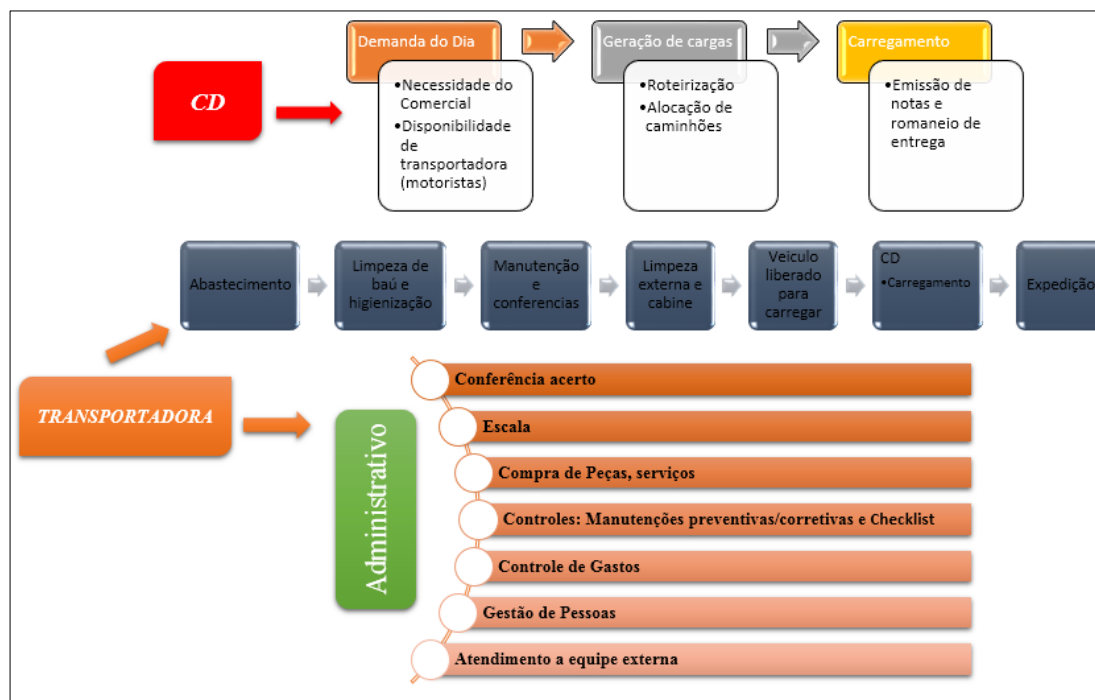 Demanda do Dia
Geração de cargas
Carregamento
CD
•Necessidade do
Comercial
•Disponibilidade
de
transportadora
(motoristas)
•Roteirização
•Alocação de
caminhões
•Emissão de
notas e
romaneio de
entrega
Abastecimento
Limpeza de
baú e
higienização
Manutenção
e
conferencias
Limpeza
externa e
cabine
Veiculo
liberado
para
carregar
CD
•Carregamento
Expedição
TRANSPORTADORA
Administrativo
Conferência acerto
Escala
Compra de Peças, serviços
Controles: Manutenções preventivas/corretivas e Checklist
Controle de Gastos
Gestão de Pessoas
Atendimento a equipe externa